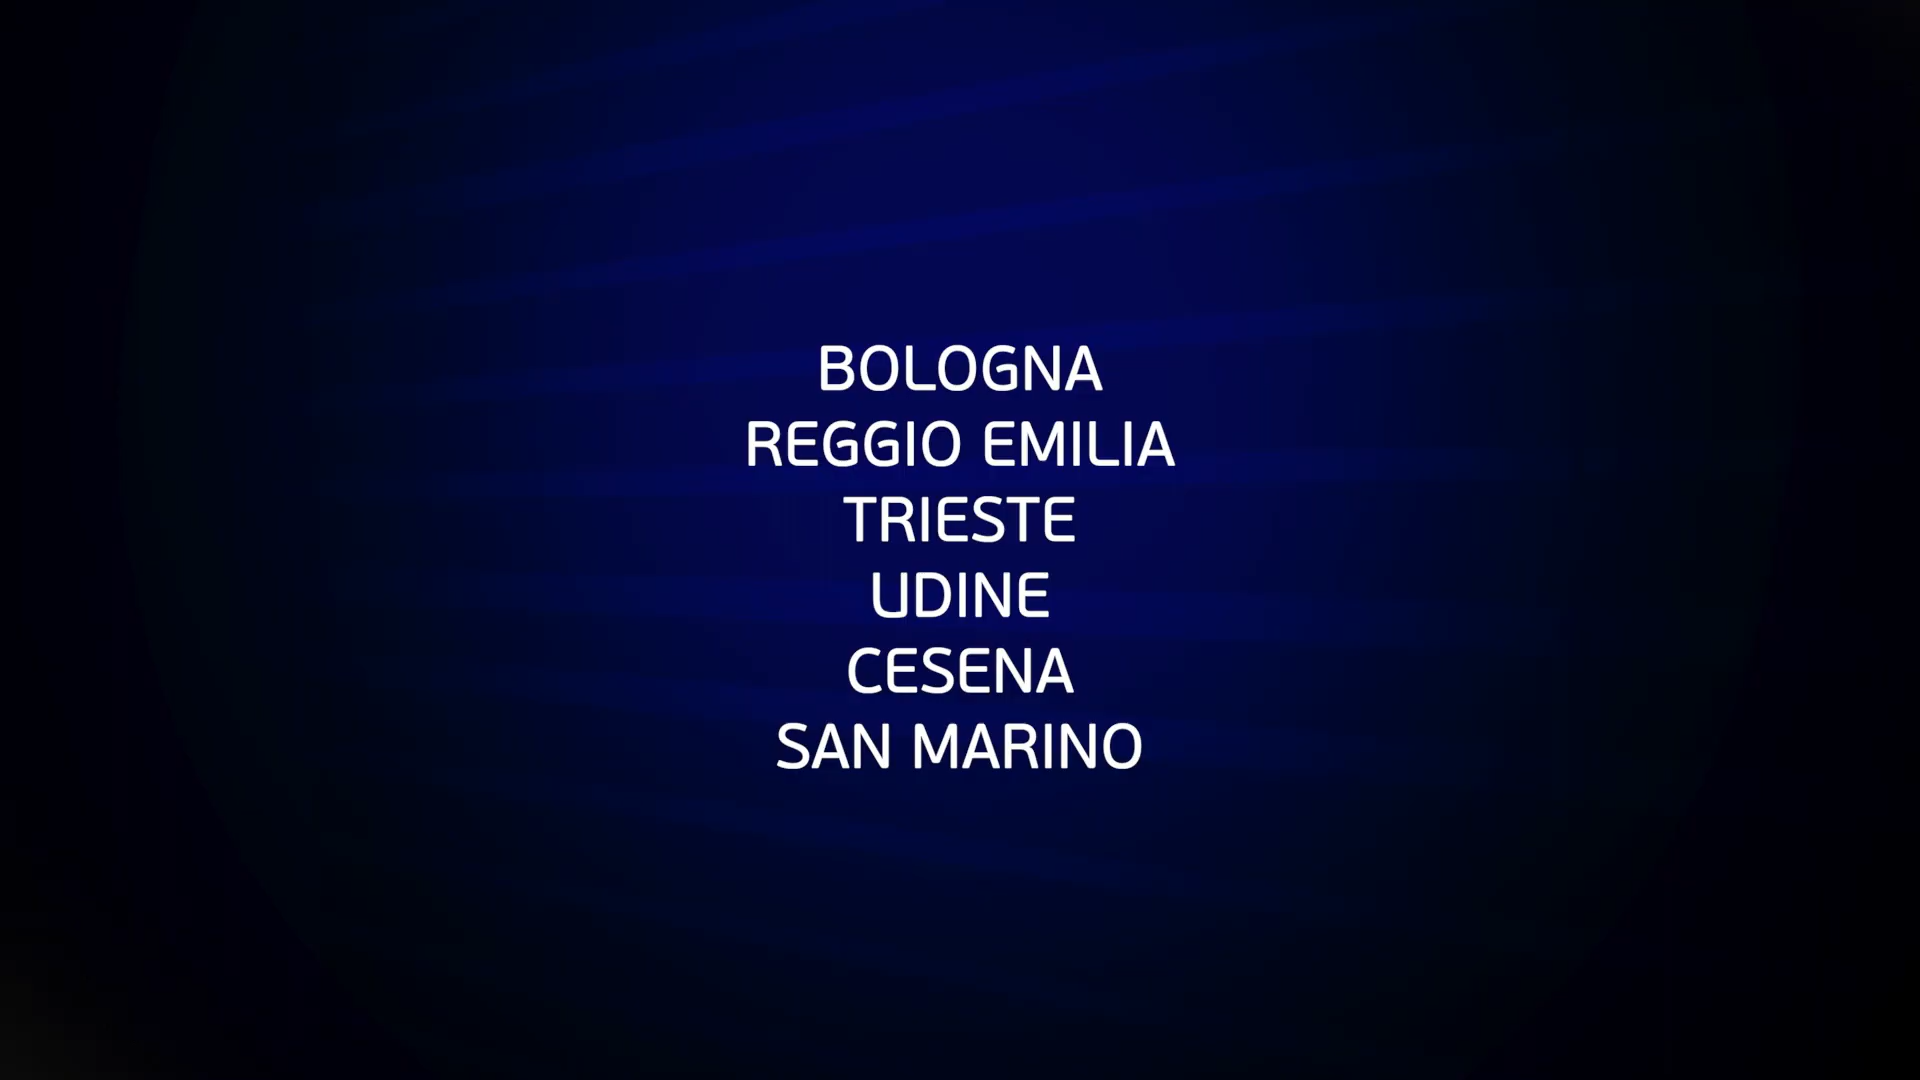 BOLOGNA
REGGIO EMILIA
TRIESTE
UDINE
CESENA
SAN MARINO